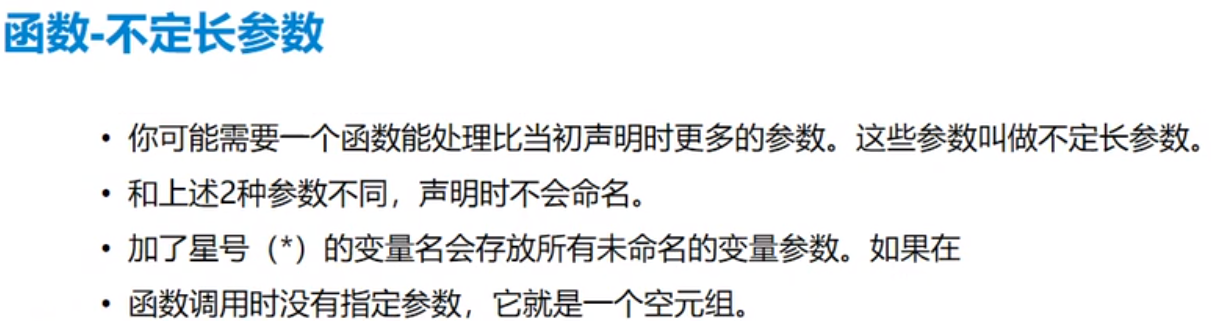 函数-不定长参数
• 你可能需要一个函数能处理比当初声明时更多的参数。这些参数叫做不定长参数。
• 和上述2种参数不同，声明时不会命名。
• 加了星号（*）的变量名会存放所有未命名的变量参数。如果在
• 函数调用时没有指定参数，它就是一个空元组。